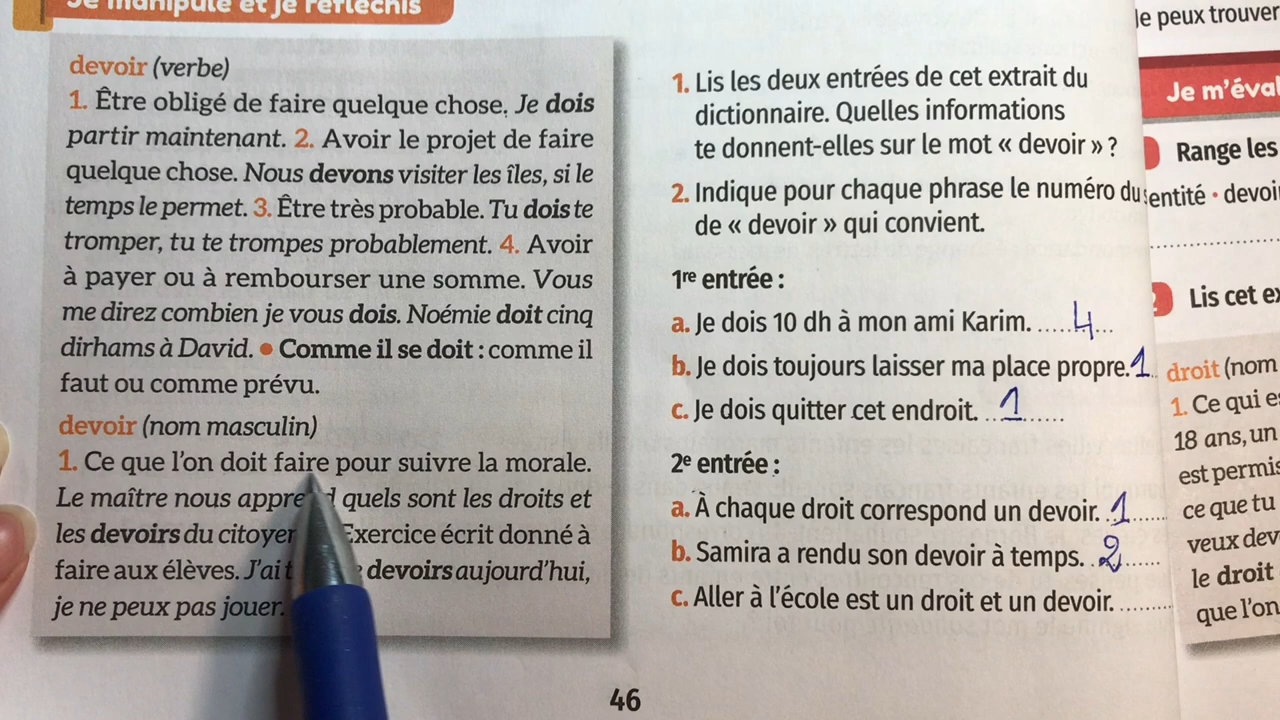 Je manipule et je réfléchis
devoir (verbe)
1. Être obligé de faire quelque chose. Je dois
partir maintenant. 2. Avoir le projet de faire
quelque chose. Nous devons visiter les îles, si le
temps le permet. 3. Être très probable. Tu dois te
tromper, tu te trompes probablement. 4. Avoir
à payer ou à rembourser une somme. Vous
me direz combien je vous dois. Noémie doit cinq
dirhams à David. • Comme il se doit : comme il
faut ou comme prévu.
devoir (nom masculin)
1. Ce que l'on doit faire pour suivre la morale.
Le maître nous apprend quels sont les droits et
les devoirs du citoyen Exercice écrit donné à
faire aux élèves. J'ai devoirs aujourd'hui,
je ne peux pas jouer.
1. Lis les deux entrées de cet extrait du
dictionnaire. Quelles informations
te donnent-elles sur le mot « devoir » ?
2. Indique pour chaque phrase le numéro du
de « devoir » qui convient.
1re entrée :
a. Je dois 10 dh à mon ami Karim. 4
b. Je dois toujours laisser ma place propre. 1
c. Je dois quitter cet endroit. 1
2e entrée :
a. À chaque droit correspond un devoir. 1
b. Samira a rendu son devoir à temps. 2
c. Aller à l'école est un droit et un devoir.
46
Je peux trouver
Je m'éval
Range les
entité • devoi
Lis cet ex
droit (nom
1. Ce qui es
18 ans, un
est permis
ce que tu
veux dev
le droit
que l'on